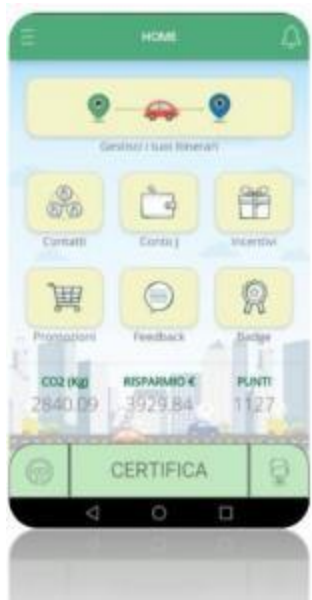 HOME
Gestisci i tuoi Itinerari
Contatti
Conto J
Incentivi
Promozioni
Feedback
Badge
CO2 (Kg)
RISPARMIO €
PUNTI
2840.09
3929.84
1127
CERTIFICA